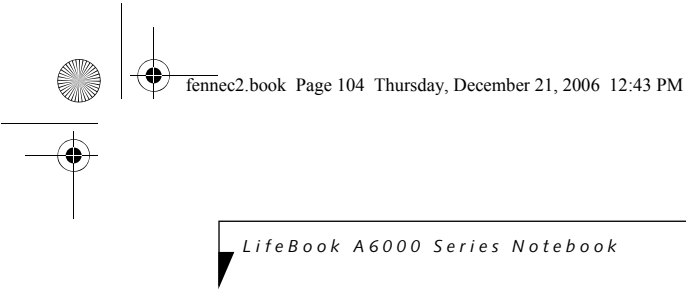 fennec2.book Page 104 Thursday, December 21, 2006 12:43 PM
LifeBook A6000 Series Notebook